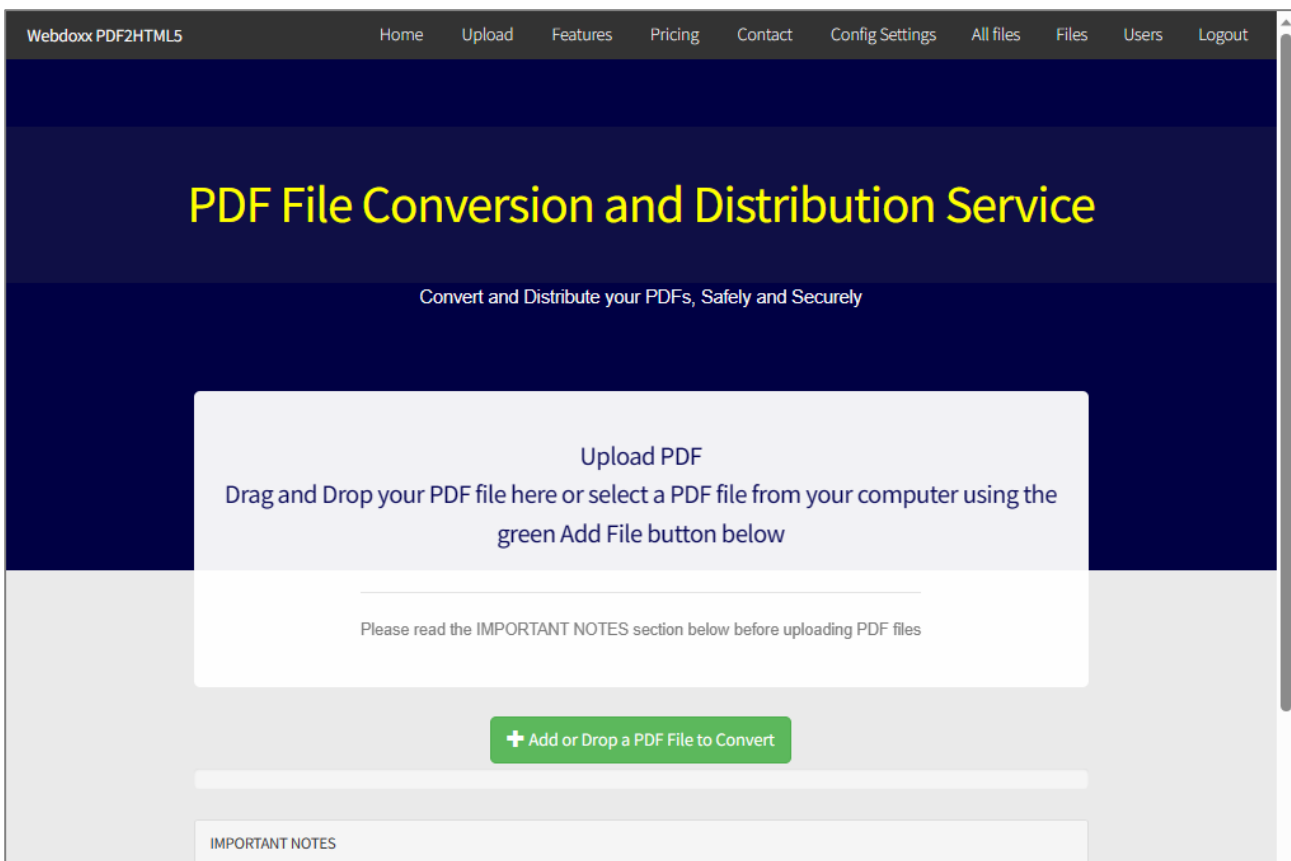 Webdoxx PDF2HTML5 Home Upload Features Pricing Contact Config Settings All files Files Users Logout
PDF File Conversion and Distribution Service
Convert and Distribute your PDFs, Safely and Securely
Upload PDF
Drag and Drop your PDF file here or select a PDF file from your computer using the
green Add File button below
Please read the IMPORTANT NOTES section below before uploading PDF files
Add or Drop a PDF File to Convert
IMPORTANT NOTES